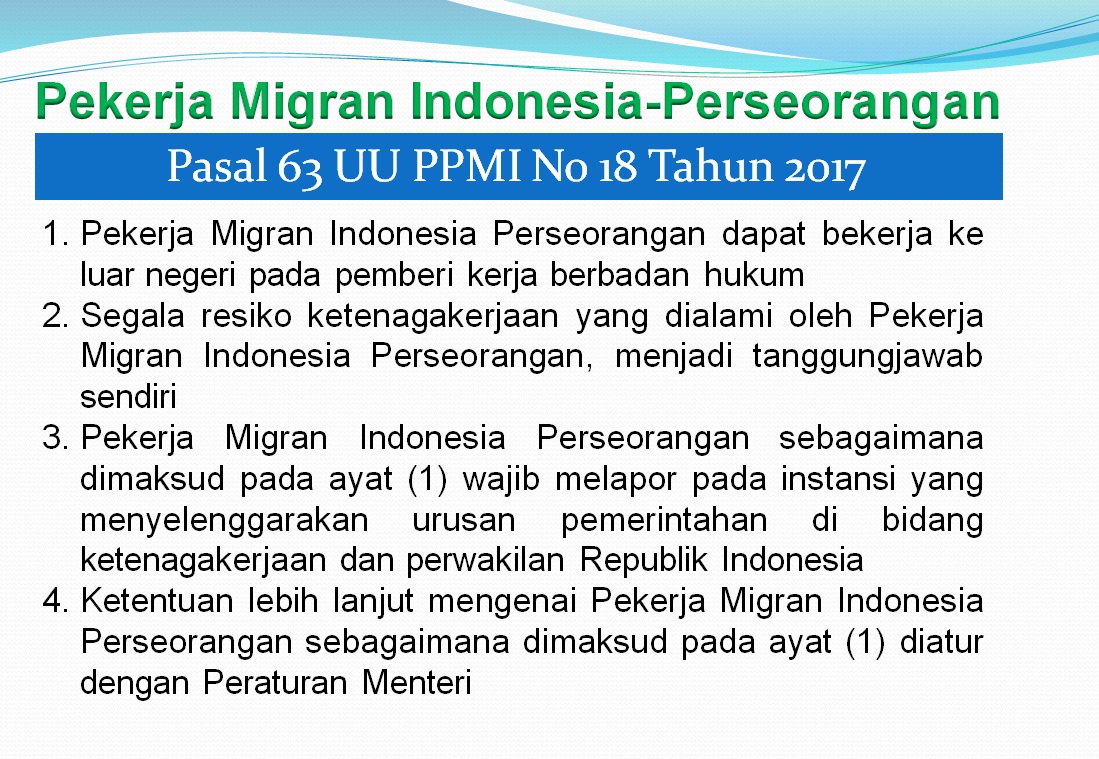 Pekerja Migran Indonesia-Perseorangan
Pasal 63 UU PPMI No 18 Tahun 2017
1. Pekerja Migran Indonesia Perseorangan dapat bekerja ke
luar negeri pada pemberi kerja berbadan hukum
2. Segala resiko ketenagakerjaan yang dialami oleh Pekerja
Migran Indonesia Perseorangan, menjadi tanggungjawab
sendiri
3. Pekerja Migran Indonesia Perseorangan sebagaimana
dimaksud pada ayat (1) wajib melapor pada instansi yang
menyelenggarakan urusan pemerintahan di bidang
ketenagakerjaan dan perwakilan Republik Indonesia
4. Ketentuan lebih lanjut mengenai Pekerja Migran Indonesia
Perseorangan sebagaimana dimaksud pada ayat (1) diatur
dengan Peraturan Menteri